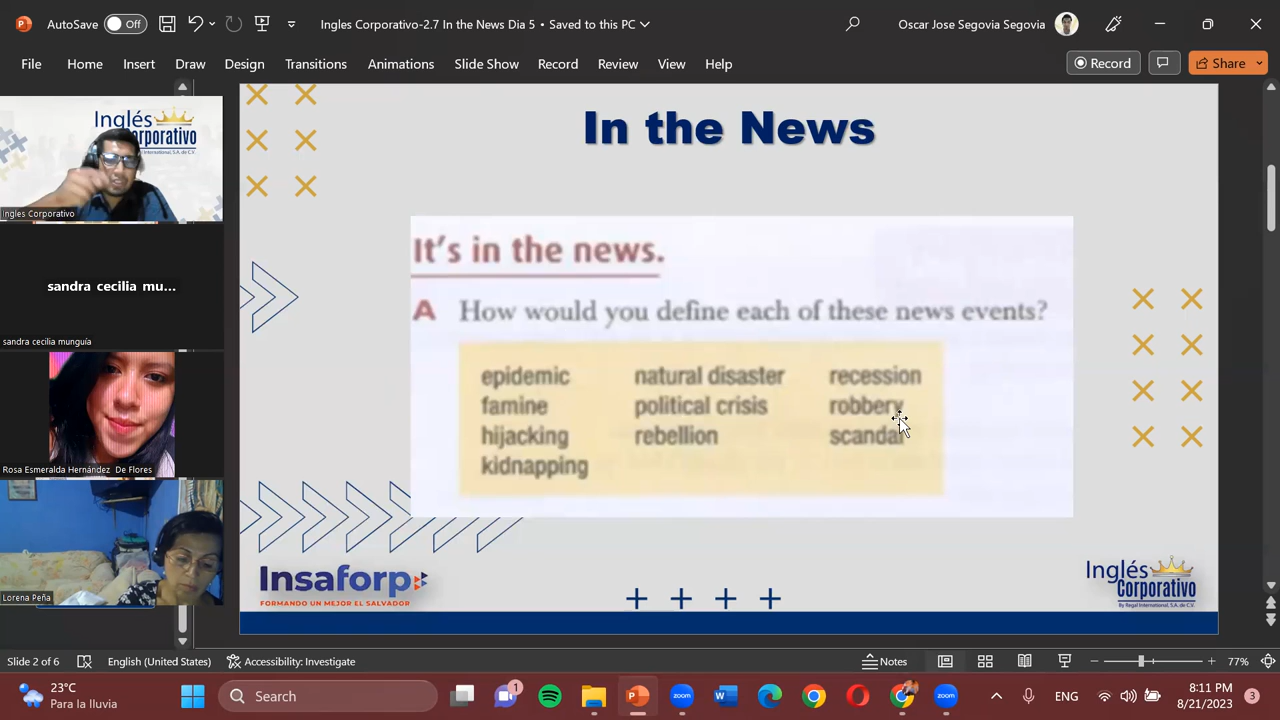 AutoSave Off Ingles Corporativo-2.7 In the News Dia 5 • Saved to this PC Oscar Jose Segovia Segovia
File Home Insert Draw Design Transitions Animations Slide Show Record Review View Help Record Share
Inglés
Corporativo
Ingles Corporativo
sandra cecilia mu...
sandra cecilia munguía
Rosa Esmeralda Hernández De Flores
Lorena Peña
In the News
It's in the news.
A How would you define each of these news events?
epidemic natural disaster recession
famine political crisis robbery
hijacking rebellion scandal
kidnapping
Insaforp
FORMANDO UN MEJOR EL SALVADOR
Inglés
Corporativo
By Regal International, S.A. de C.V.
Slide 2 of 6 English (United States) Accessibility: Investigate Notes 77%
23°C
Para la lluvia
Search
1
zoom
zoom
ENG
8:11 PM
8/21/2023
3